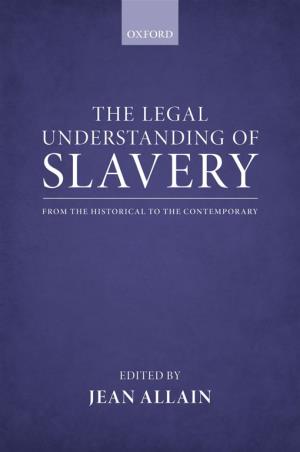 OXFORD
THE LEGAL
UNDERSTANDING OF
SLAVERY
FROM THE HISTORICAL TO THE CONTEMPORARY
EDITED BY
JEAN ALLAIN